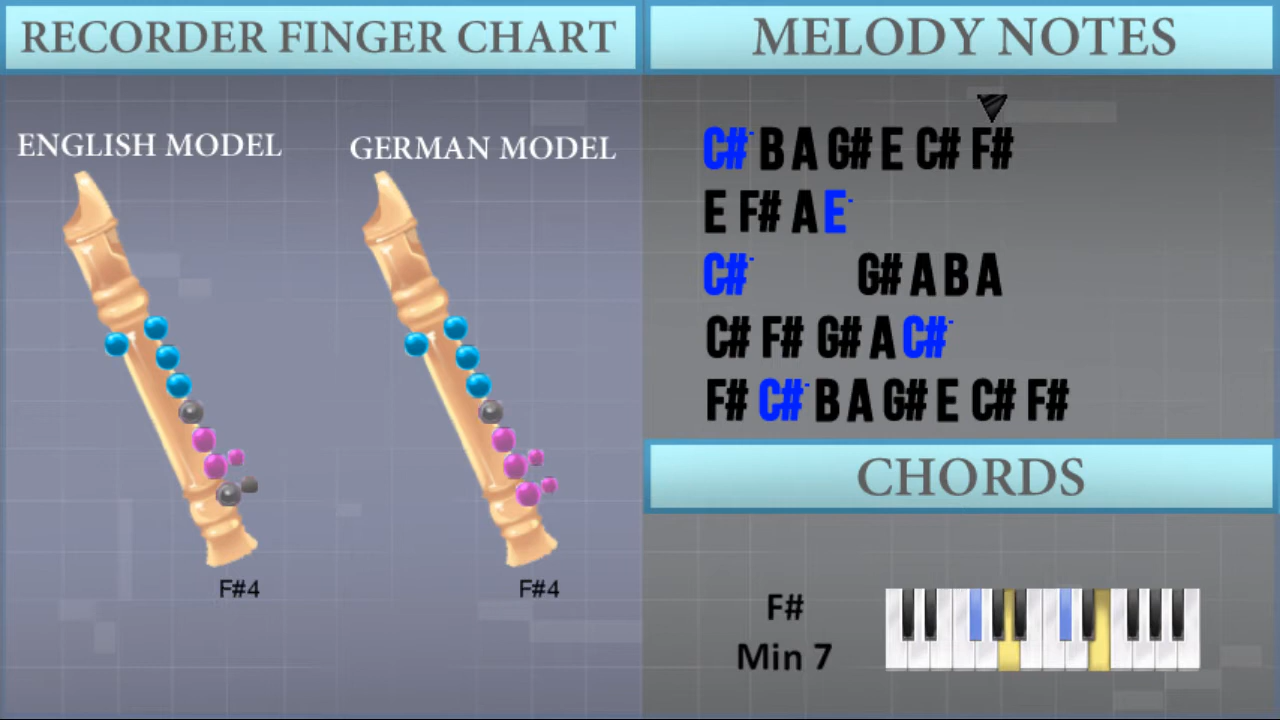 RECORDER FINGER CHART
ENGLISH MODEL
GERMAN MODEL
F#4
F#4
MELODY NOTES
C#- B A G# E C# F#
E F# A E-
C#- G# A B A
C# F# G# A C#-
F# C#- B A G# E C# F#
CHORDS
F#
Min 7